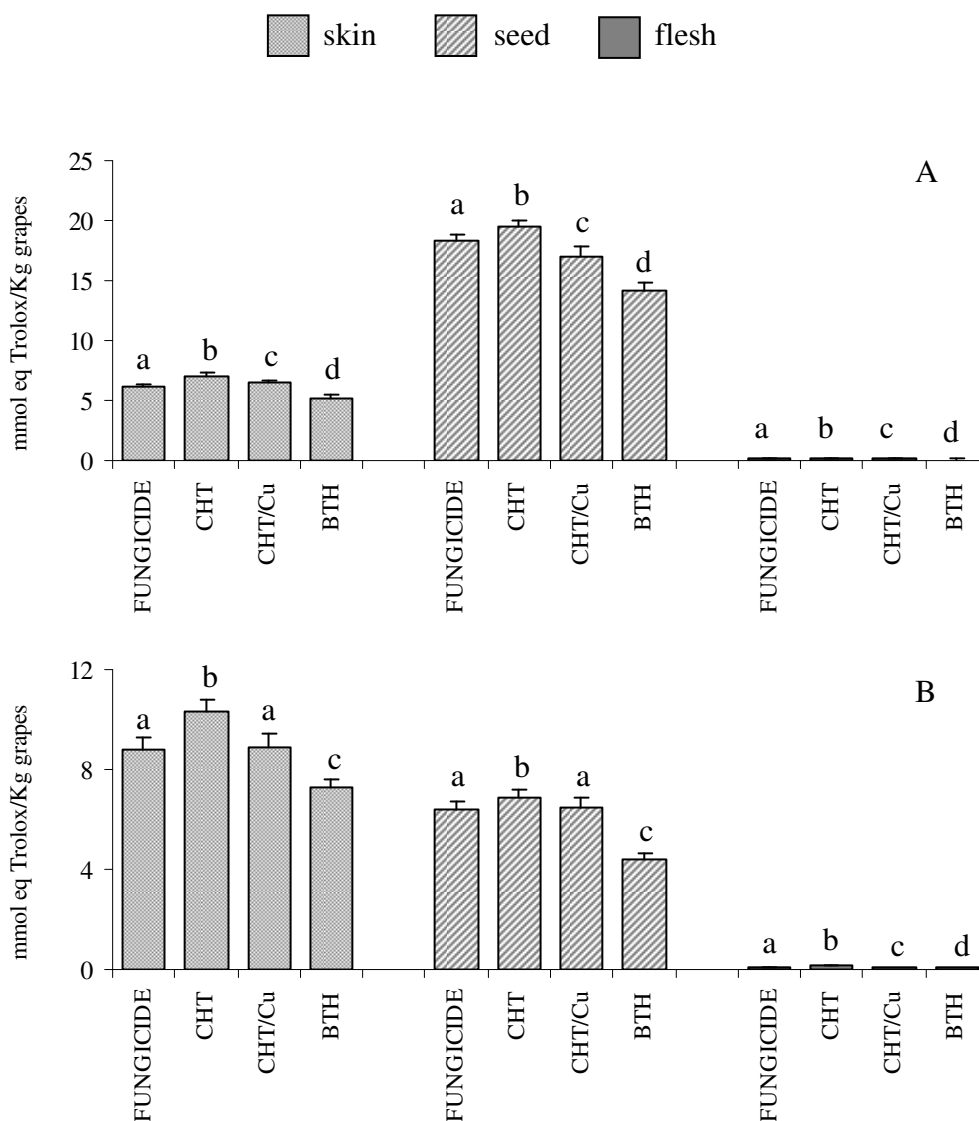 skin seed flesh
A
mmol eq Trolox/Kg grapes
25
20
15
10
5
0
a b c d a b c d a b c d
FUNGICIDE CHT CHT/Cu BTH FUNGICIDE CHT CHT/Cu BTH FUNGICIDE CHT CHT/Cu BTH
B
mmol eq Trolox/Kg grapes
12
8
4
0
a b a c a b a c a b c d
FUNGICIDE CHT CHT/Cu BTH FUNGICIDE CHT CHT/Cu BTH FUNGICIDE CHT CHT/Cu BTH